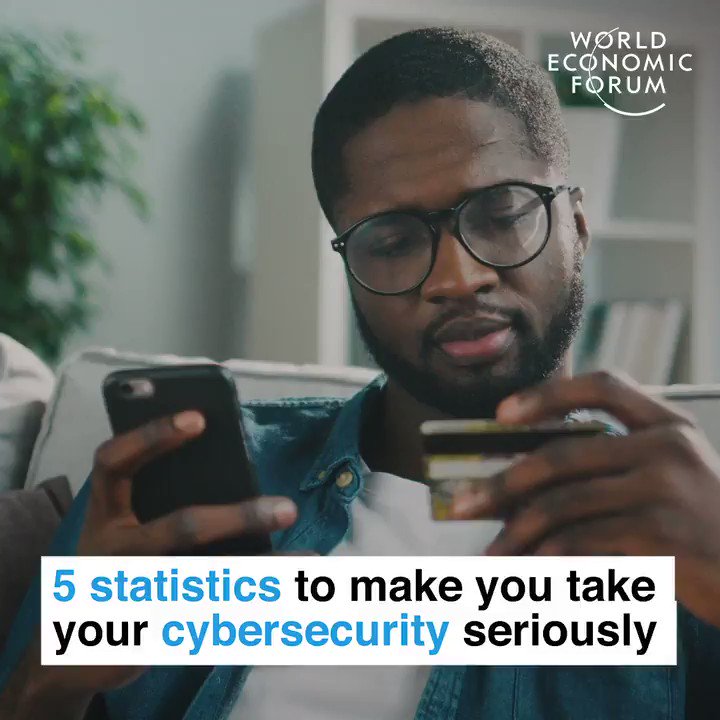 WORLD
ECONOMIC
FORUM
5 statistics to make you take
your cybersecurity seriously